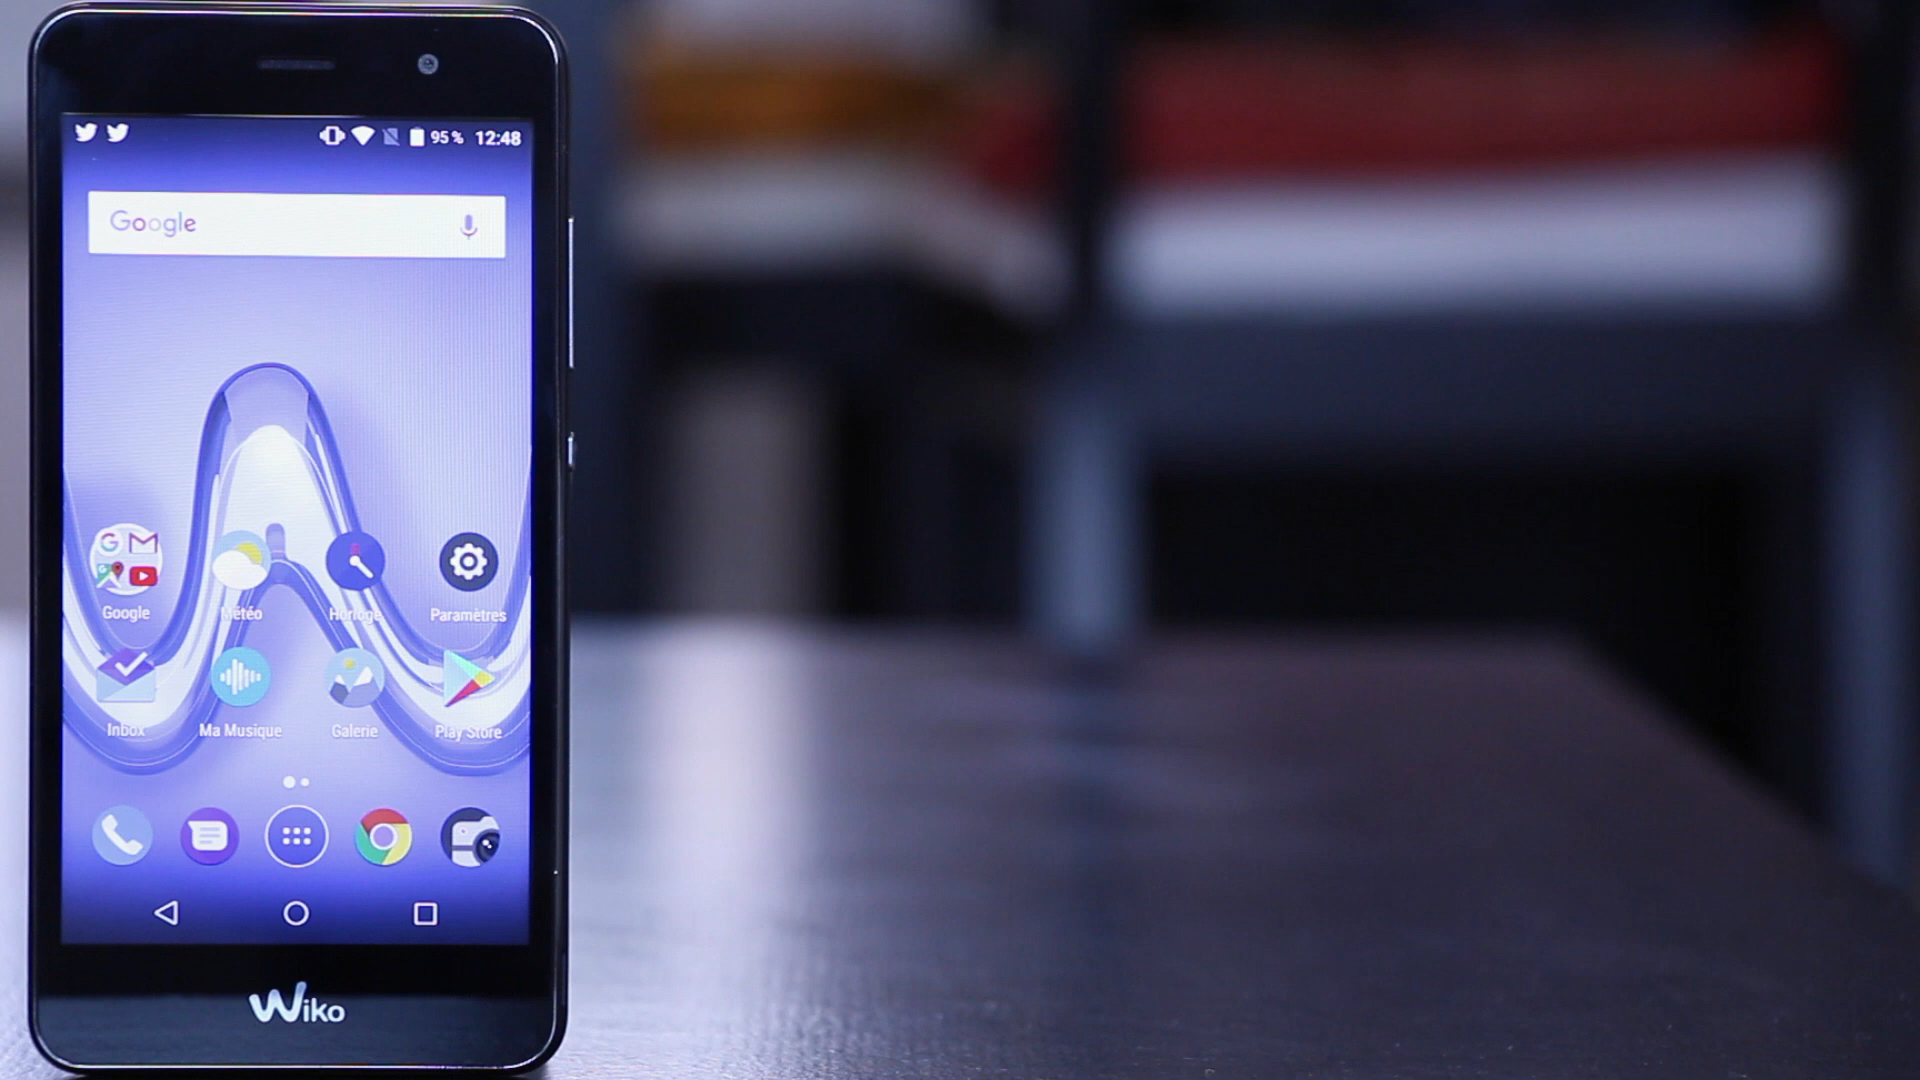 95 % 12:48
Google
Google Météo Horloge Paramètres
Inbox Ma Musique Galerie Play Store
Wiko